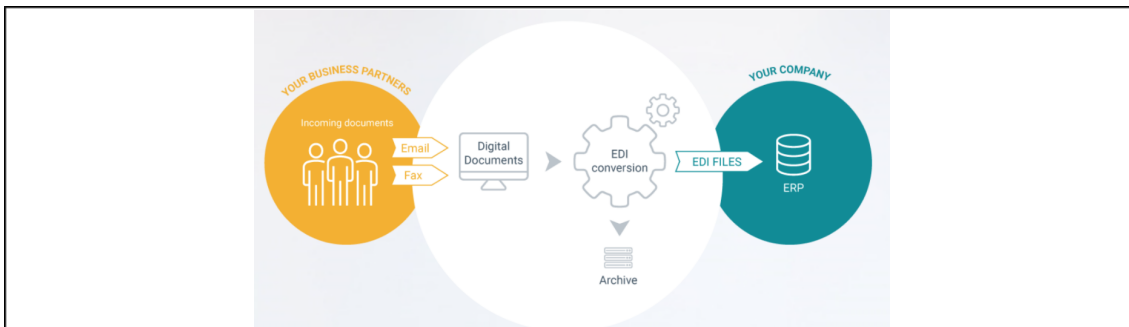 YOUR BUSINESS PARTNERS
Incoming documents
Email
Fax
Digital
Documents
EDI
conversion
Archive
EDI FILES
YOUR COMPANY
ERP